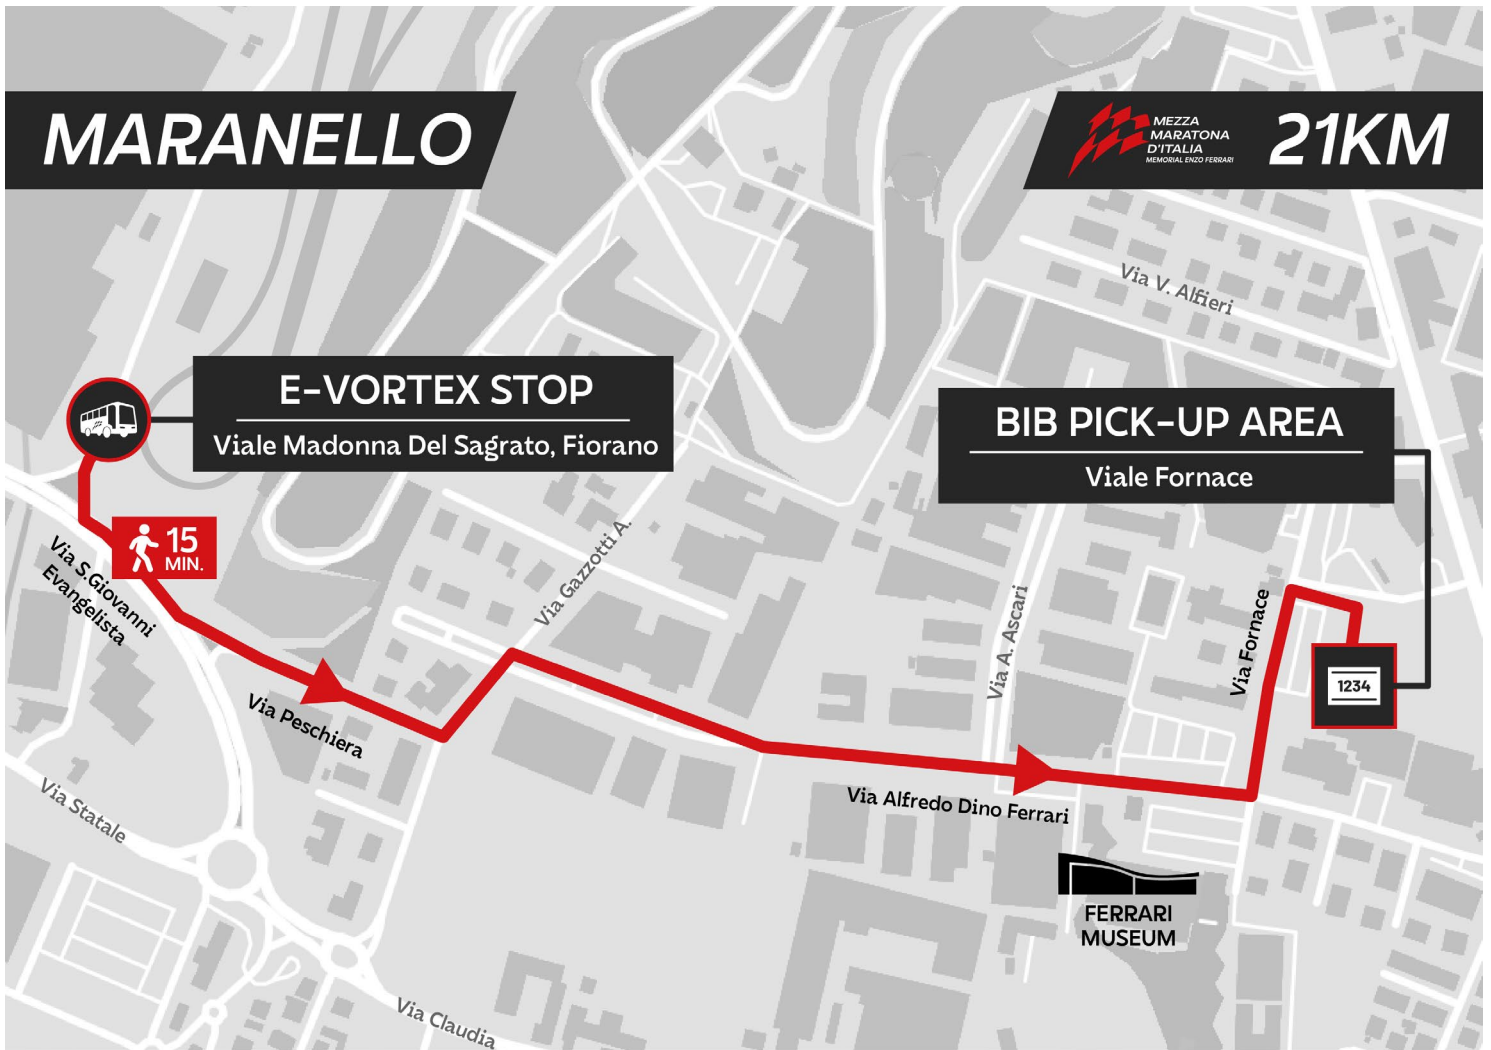 MARANELLO
MEZZA
MARATONA
D'ITALIA
MEMORIAL ENZO FERRARI
21KM
Via V. Alfieri
E-VORTEX STOP
Viale Madonna Del Sagrato, Fiorano
BIB PICK-UP AREA
Viale Fornace
15
MIN.
Via S.Giovanni
Evangelista
Via Gazzotti A.
Via A. Ascari
Via Fornace
1234
Via Peschiera
Via Alfredo Dino Ferrari
Via Statale
FERRARI
MUSEUM
Via Claudia